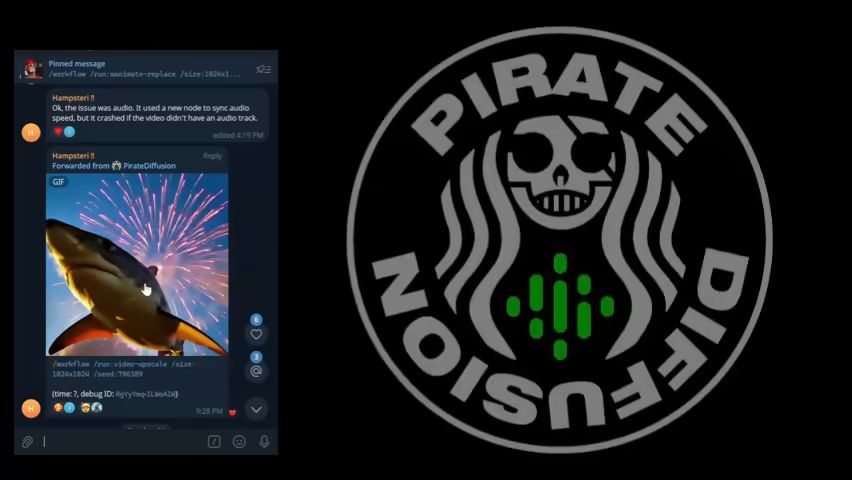 Pinned message
/workflow /run:wanimate-replace /size:1024x1...
Hampsteri !!
Ok, the issue was audio. It used a new node to sync audio
speed, but it crashed if the video didn't have an audio track.
edited 4:19 PM
Hampsteri !!
Reply
Forwarded from PirateDiffusion
GIF
6
3
/workflow /run:video-upscale /size:
1024x1024 /seed:796389
(time: ?, debug ID:
9:28 PM
H
H
PIRATE
DIFFUSION